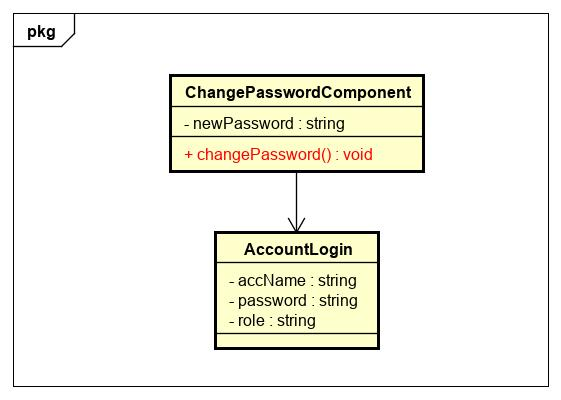 pkg
ChangePasswordComponent
- newPassword : string
+ changePassword() : void
AccountLogin
- accName : string
- password : string
- role : string